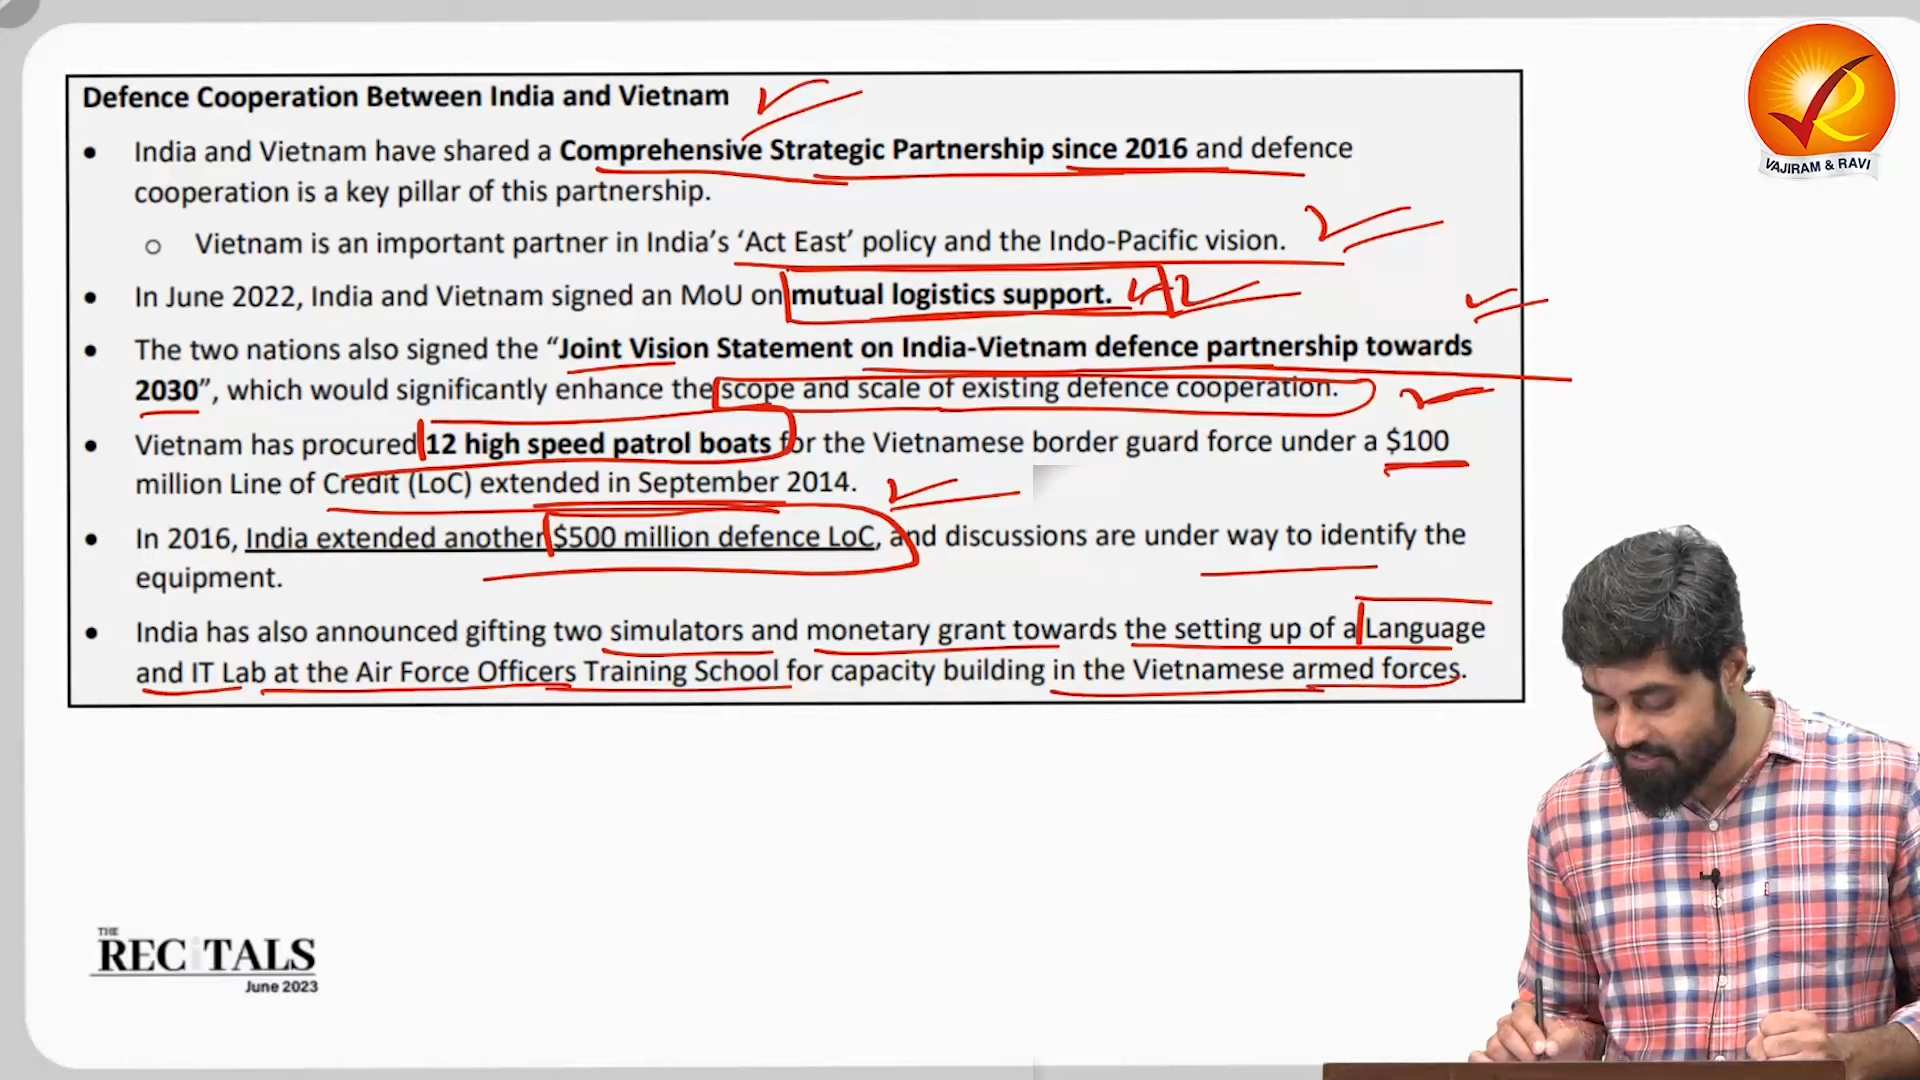 Defence Cooperation Between India and Vietnam
• India and Vietnam have shared a Comprehensive Strategic Partnership since 2016 and defence
cooperation is a key pillar of this partnership.
o Vietnam is an important partner in India's 'Act East' policy and the Indo-Pacific vision.
• In June 2022, India and Vietnam signed an MoU on mutual logistics support.
• The two nations also signed the "Joint Vision Statement on India-Vietnam defence partnership towards
2030", which would significantly enhance the scope and scale of existing defence cooperation.
• Vietnam has procured 12 high speed patrol boats for the Vietnamese border guard force under a $100
million Line of Credit (LoC) extended in September 2014.
• In 2016, India extended another $500 million defence LoC, and discussions are under way to identify the
equipment.
• India has also announced gifting two simulators and monetary grant towards the setting up of a Language
and IT Lab at the Air Force Officers Training School for capacity building in the Vietnamese armed forces.
VAJIRAM & RAVI
THE
RECiTALS
June 2023